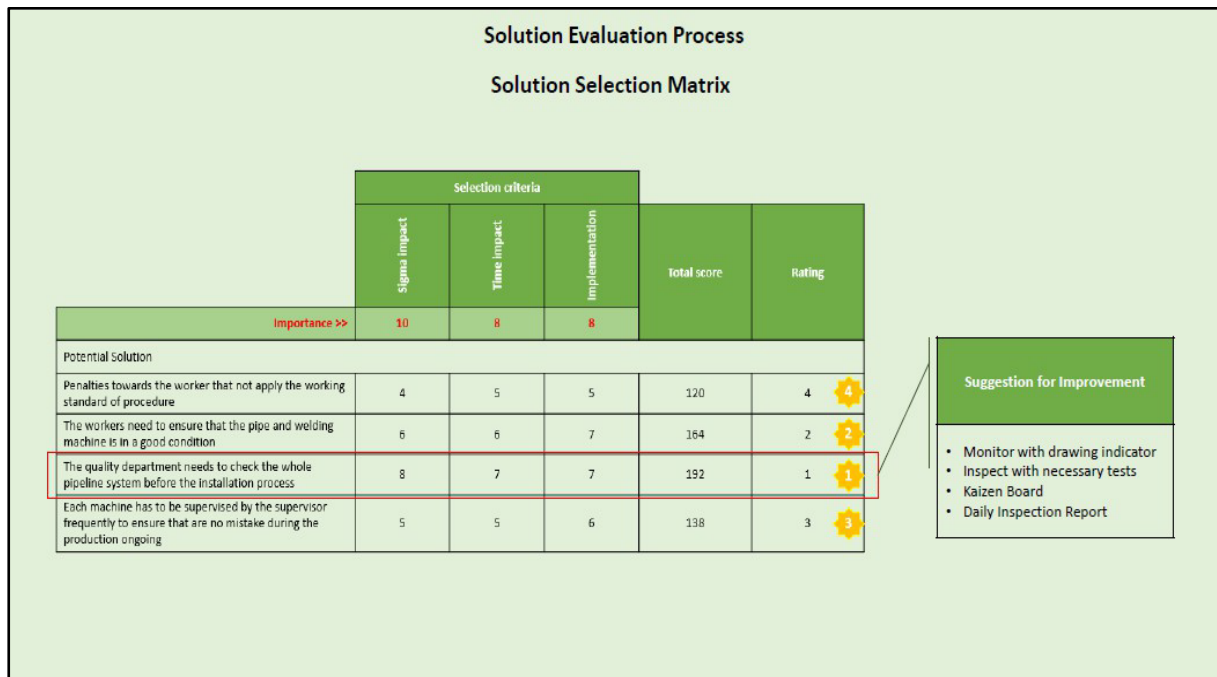 Solution Evaluation Process
Solution Selection Matrix
Selection criteria
Sigma impact
Time impact
Implementation
Total score
Rating
Importance >>
10
8
8
Potential Solution
Penalties towards the worker that not apply the working
standard of procedure
4
5
5
120
4
4
The workers need to ensure that the pipe and welding
machine is in a good condition
6
6
7
164
2
2
The quality department needs to check the whole
pipeline system before the installation process
8
7
7
192
1
1
Each machine has to be supervised by the supervisor
frequently to ensure that are no mistake during the
production ongoing
5
5
6
138
3
3
Suggestion for Improvement
• Monitor with drawing indicator
• Inspect with necessary tests
• Kaizen Board
• Daily Inspection Report